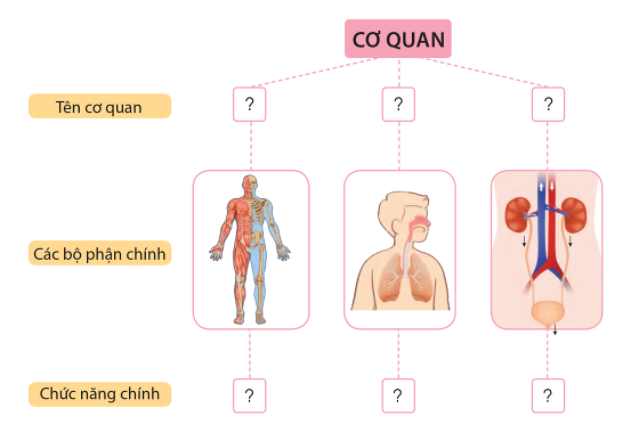 CƠ QUAN
Tên cơ quan
?
?
?
Các bộ phận chính
Chức năng chính
?
?
?